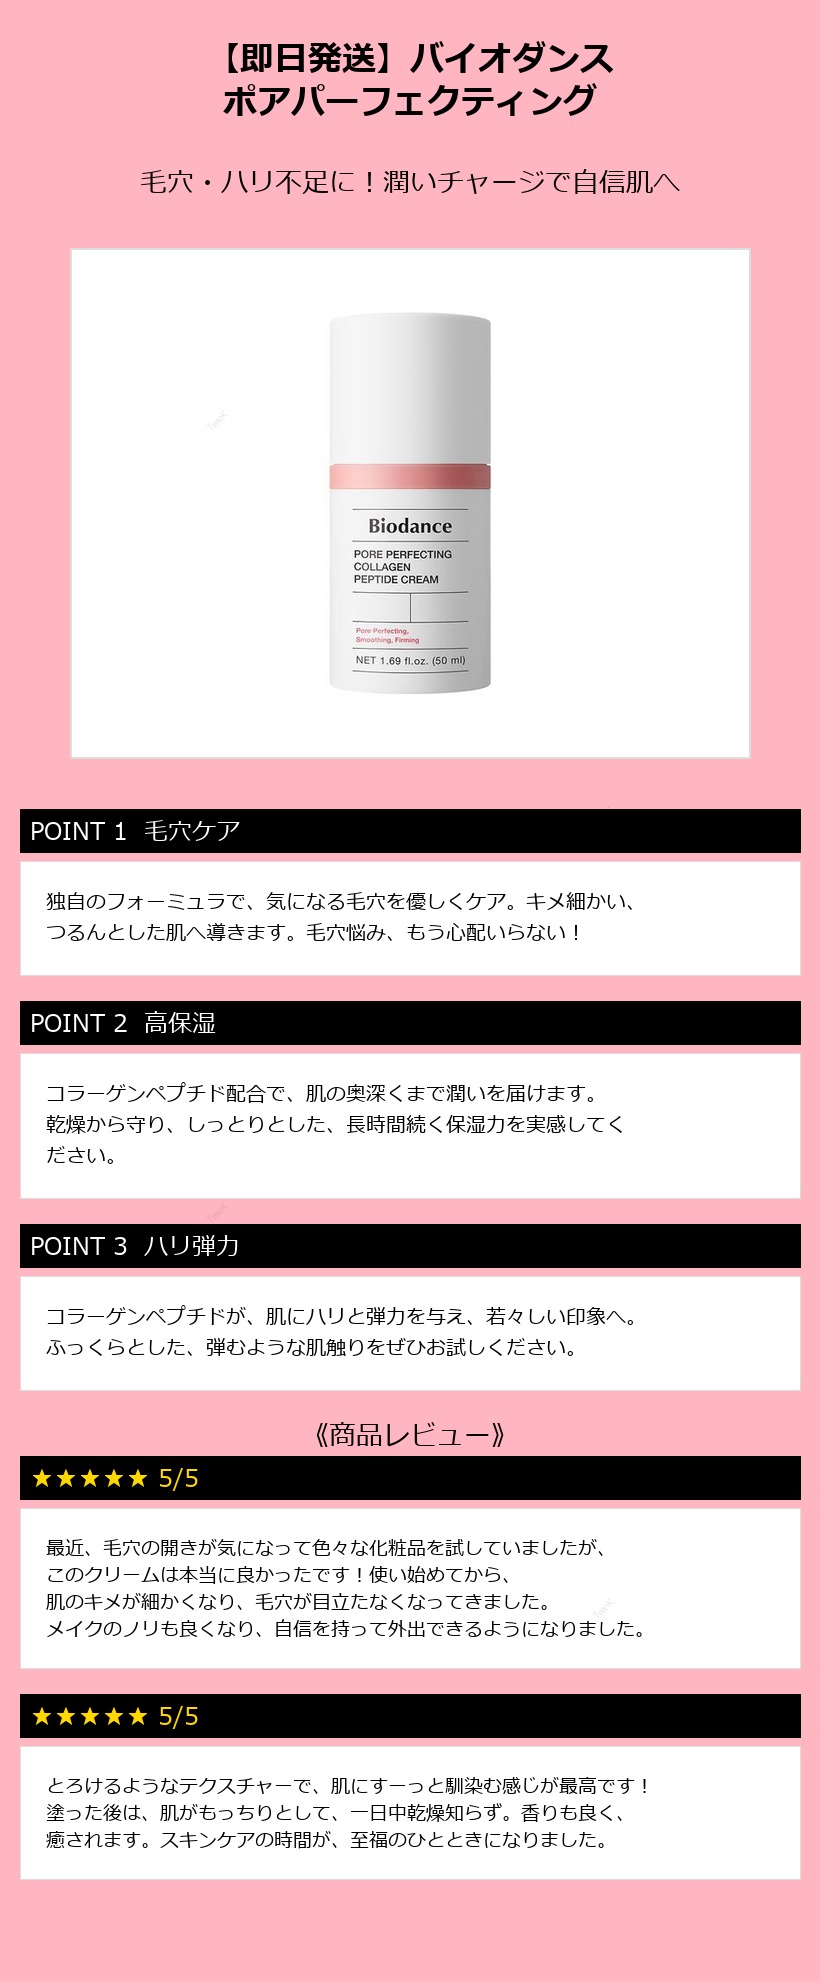 【即日発送】バイオダンス
ポアパーフェクティング
毛穴・ハリ不足に！潤いチャージで自信肌へ
Biodance
PORE PERFECTING
COLLAGEN
PEPTIDE CREAM
Pore Perfecting,
Smoothing, Firming
NET 1.69 fl.oz. (50 ml)
POINT 1 毛穴ケア
独自のフォーミュラで、気になる毛穴を優しくケア。キメ細かい、
つるんとした肌へ導きます。毛穴悩み、もう心配いらない！
POINT 2 高保湿
コラーゲンペプチド配合で、肌の奥深くまで潤いを届けます。
乾燥から守り、しっとりとした、長時間続く保湿力を実感してく
ださい。
POINT 3 ハリ弾力
コラーゲンペプチドが、肌にハリと弾力を与え、若々しい印象へ。
ふっくらとした、弾むような肌触りをぜひお試しください。
《商品レビュー》
★★★★★ 5/5
最近、毛穴の開きが気になって色々な化粧品を試していましたが、
このクリームは本当に良かったです！使い始めてから、
肌のキメが細かくなり、毛穴が目立たなくなってきました。
メイクのノリも良くなり、自信を持って外出できるようになりました。
★★★★★ 5/5
とろけるようなテクスチャーで、肌にすーっと馴染む感じが最高です！
塗った後は、肌がもっちりとして、一日中乾燥知らず。香りも良く、
癒されます。スキンケアの時間が、至福のひとときになりました。